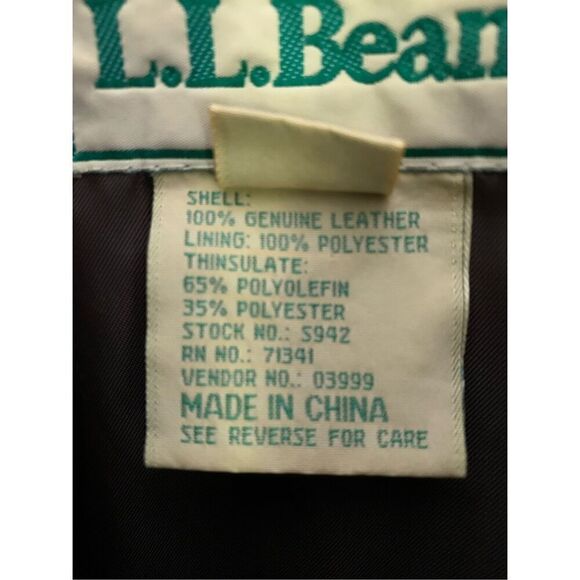 L.L.Bean
SHELL:
100% GENUINE LEATHER
LINING: 100% POLYESTER
THINSULATE:
65% POLYOLEFIN
35% POLYESTER
STOCK NO.: S942
RN NO.: 71341
VENDOR NO.: 03999
MADE IN CHINA
SEE REVERSE FOR CARE